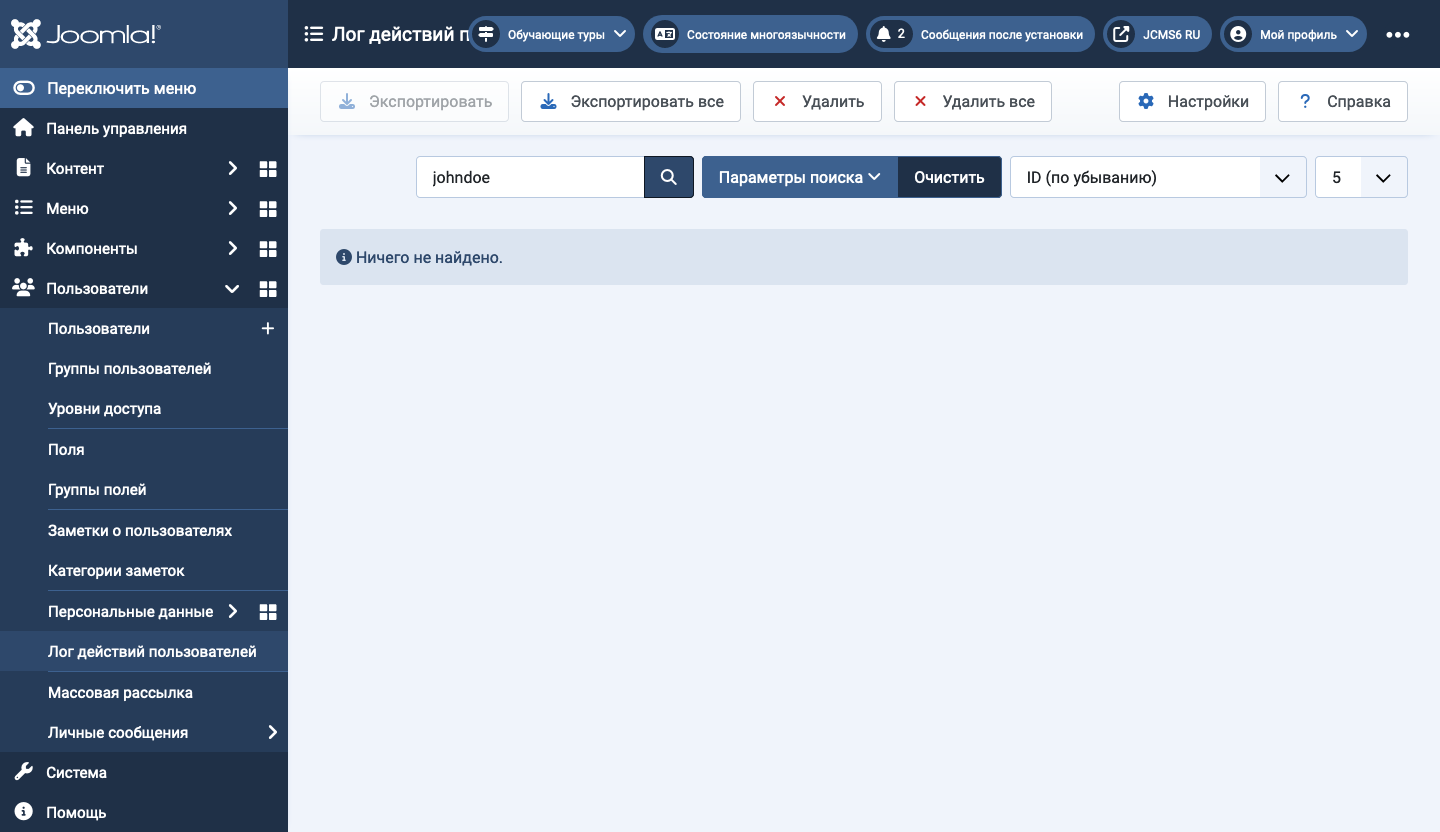 Joomla!
Лог действий п
Обучающие туры
Состояние многоязычности
2 Сообщения после установки
JCMS6 RU
Мой профиль
Переключить меню
Панель управления
Контент
Меню
Компоненты
Пользователи
Пользователи
Группы пользователей
Уровни доступа
Поля
Группы полей
Заметки о пользователях
Категории заметок
Персональные данные
Лог действий пользователей
Массовая рассылка
Личные сообщения
Система
Помощь
Экспортировать
Экспортировать все
Удалить
Удалить все
Настройки
? Справка
johndoe
Параметры поиска
Очистить
ID (по убыванию)
5
Ничего не найдено.